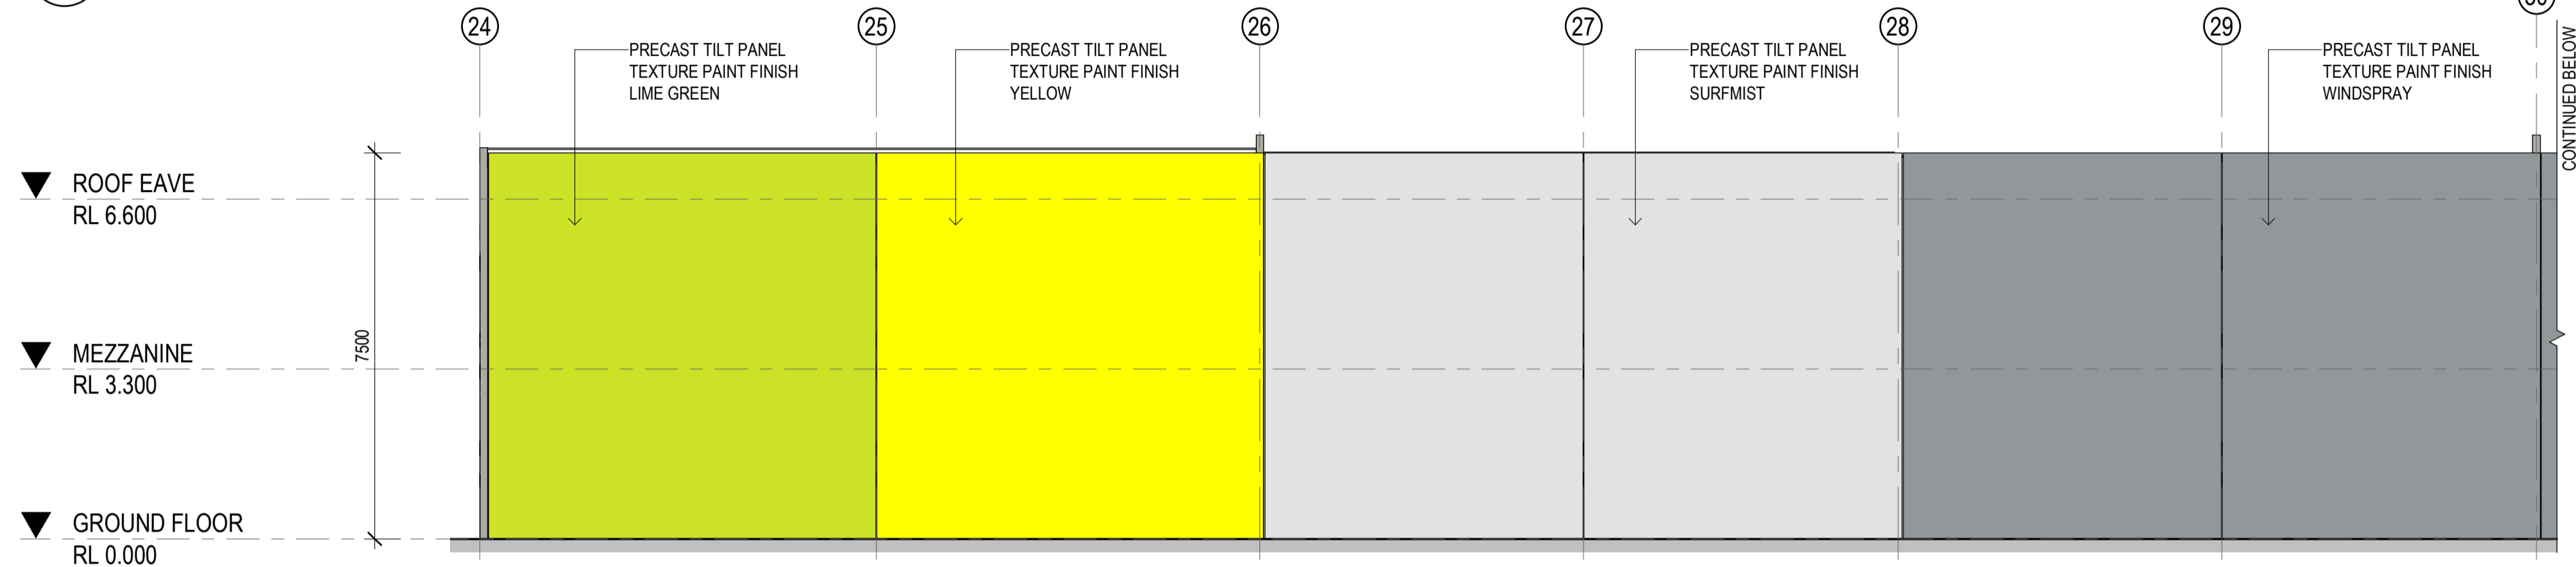 24
25
26
27
28
29
PRECAST TILT PANEL
TEXTURE PAINT FINISH
LIME GREEN
PRECAST TILT PANEL
TEXTURE PAINT FINISH
YELLOW
PRECAST TILT PANEL
TEXTURE PAINT FINISH
SURFMIST
PRECAST TILT PANEL
TEXTURE PAINT FINISH
WINDSPRAY
CONTINUED BELOW
ROOF EAVE
RL 6.600
MEZZANINE
RL 3.300
7500
GROUND FLOOR
RL 0.000